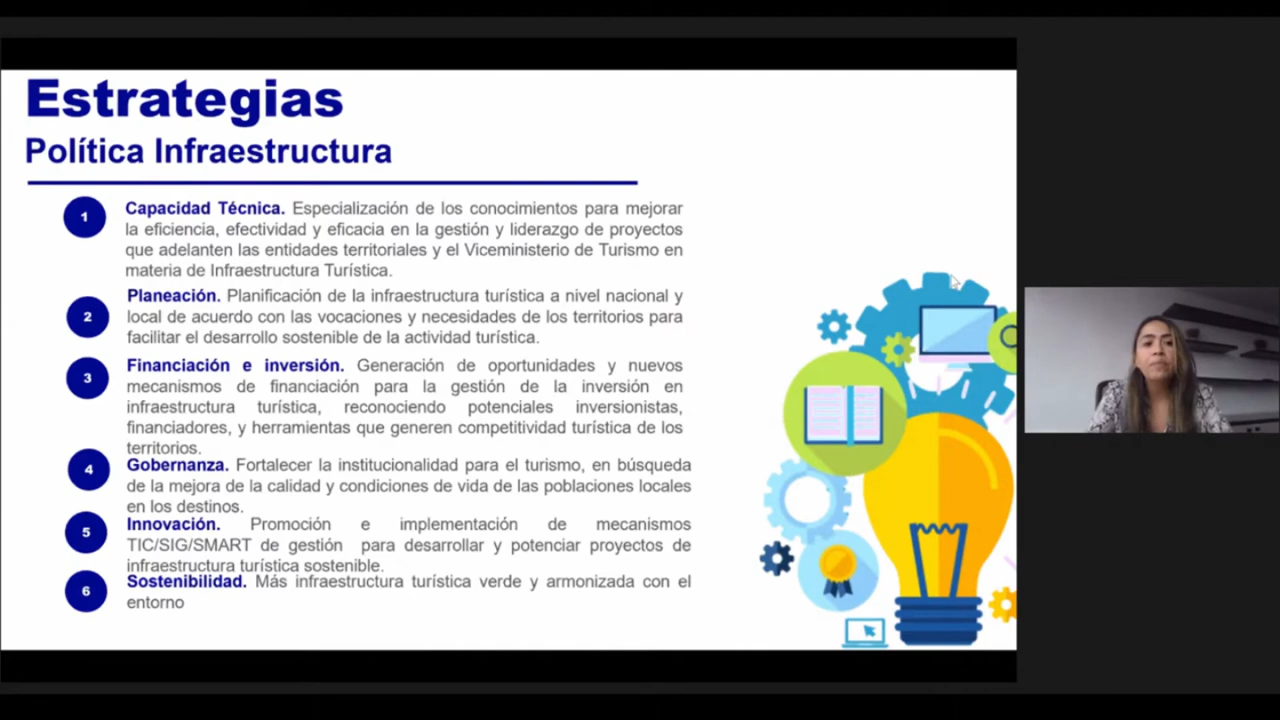 Estrategias
Política Infraestructura
1
Capacidad Técnica. Especialización de los conocimientos para mejorar
la eficiencia, efectividad y eficacia en la gestión y liderazgo de proyectos
que adelanten las entidades territoriales y el Viceministerio de Turismo en
materia de Infraestructura Turística.
2
Planeación. Planificación de la infraestructura turística a nivel nacional y
local de acuerdo con las vocaciones y necesidades de los territorios para
facilitar el desarrollo sostenible de la actividad turística.
3
Financiación e inversión. Generación de oportunidades y nuevos
mecanismos de financiación para la gestión de la inversión en
infraestructura turística, reconociendo potenciales inversionistas,
financiadores, y herramientas que generen competitividad turística de los
territorios.
4
Gobernanza. Fortalecer la institucionalidad para el turismo, en búsqueda
de la mejora de la calidad y condiciones de vida de las poblaciones locales
en los destinos.
5
Innovación. Promoción e implementación de mecanismos
TIC/SIG/SMART de gestión para desarrollar y potenciar proyectos de
infraestructura turística sostenible.
6
Sostenibilidad. Más infraestructura turística verde y armonizada con el
entorno